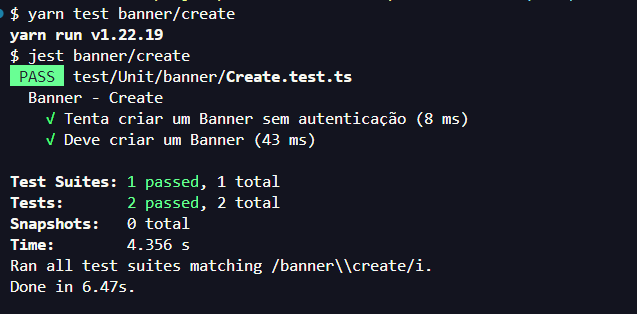 $ yarn test banner/create
yarn run v1.22.19
$ jest banner/create
PASS test/Unit/banner/Create.test.ts
Banner - Create
√ Tenta criar um Banner sem autenticação (8 ms)
√ Deve criar um Banner (43 ms)
Test Suites: 1 passed, 1 total
Tests: 2 passed, 2 total
Snapshots: 0 total
Time: 4.356 s
Ran all test suites matching /banner\\create/i.
Done in 6.47s.